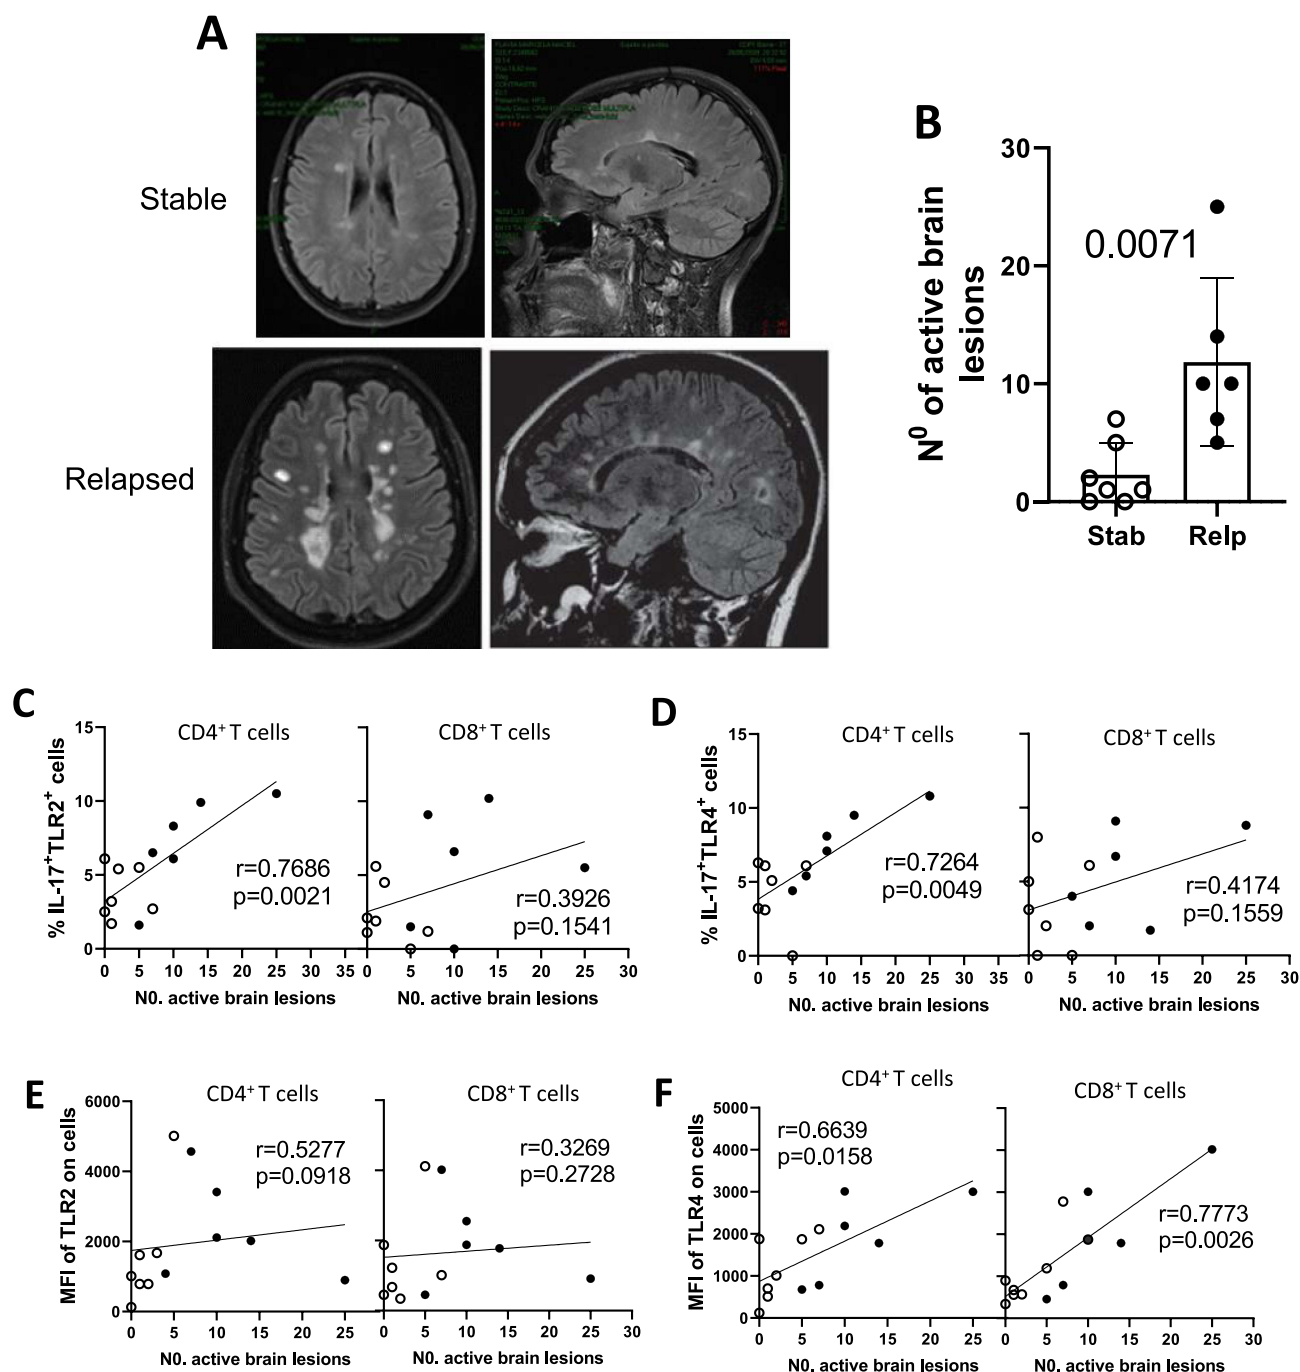 A
Stable
Relapsed
B
N⁰ of active brain
lesions
30
20
10
0
0.0071
Stab
Relp
C
% IL-17⁺TLR2⁺ cells
CD4⁺ T cells
15
10
5
0
r=0.7686
p=0.0021
0 5 10 15 20 25 30 35
N0. active brain lesions
CD8⁺ T cells
r=0.3926
p=0.1541
0 5 10 15 20 25 30
N0. active brain lesions
D
% IL-17⁺TLR4⁺ cells
CD4⁺ T cells
15
10
5
0
r=0.7264
p=0.0049
0 5 10 15 20 25 30 35
N0. active brain lesions
CD8⁺ T cells
r=0.4174
p=0.1559
0 5 10 15 20 25 30
N0. active brain lesions
E
MFI of TLR2 on cells
CD4⁺ T cells
6000
4000
2000
0
r=0.5277
p=0.0918
0 5 10 15 20 25
N0. active brain lesions
CD8⁺ T cells
r=0.3269
p=0.2728
0 5 10 15 20 25 30
N0. active brain lesions
F
MFI of TLR4 on cells
CD4⁺ T cells
5000
4000
3000
2000
1000
0
r=0.6639
p=0.0158
0 5 10 15 20 25
N0. active brain lesions
CD8⁺ T cells
r=0.7773
p=0.0026
0 5 10 15 20 25 30
N0. active brain lesions